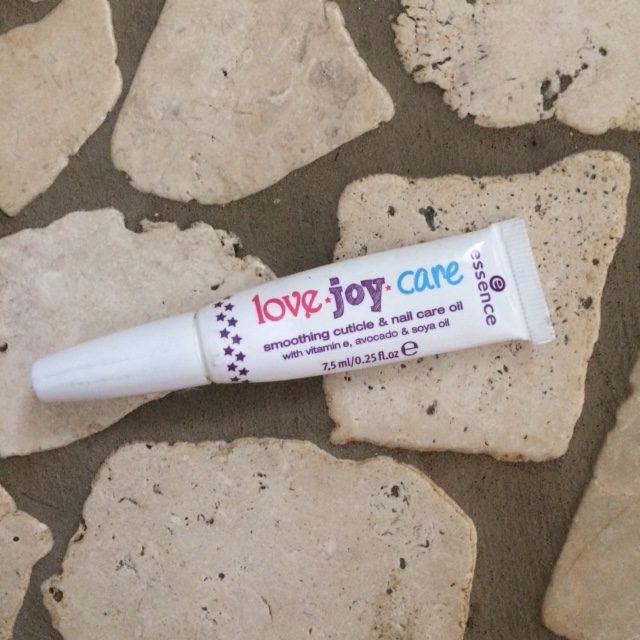 love·joy·care
smoothing cuticle & nail care oil
with vitamin e, avocado & soya oil
7,5 ml/0.25 fl.oz ℮
essence